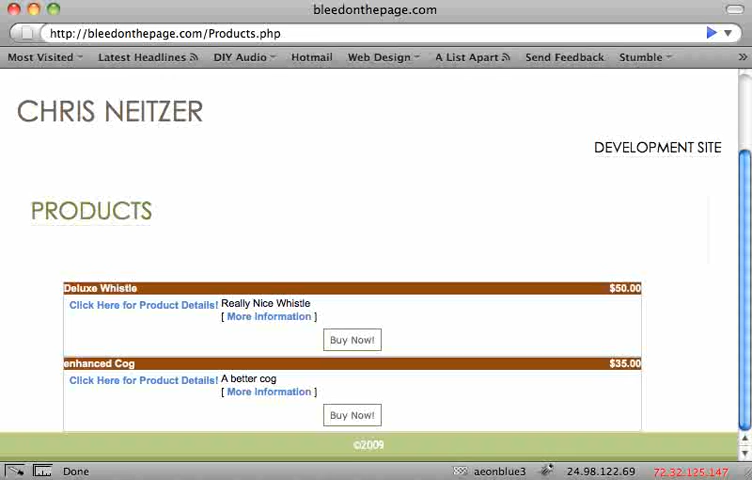 bleedonthepage.com
http://bleedonthepage.com/Products.php
Most Visited Latest Headlines DIY Audio Hotmail Web Design A List Apart Send Feedback Stumble »
CHRIS NEITZER
DEVELOPMENT SITE
PRODUCTS
Deluxe Whistle $50.00
Click Here for Product Details! Really Nice Whistle
[ More Information ]
Buy Now!
enhanced Cog $35.00
Click Here for Product Details! A better cog
[ More Information ]
Buy Now!
©2009
Done aeonblue3 24.98.122.69 72.32.125.147